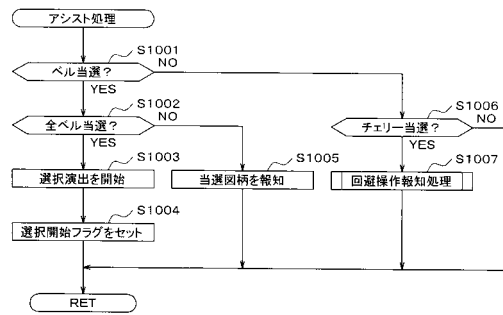 アシスト処理
S1001
ベル当選？
NO
YES
S1002
全ベル当選？
NO
YES
S1006
チェリー当選？
NO
YES
S1003
選択演出を開始
S1005
当選図柄を報知
S1007
回避操作報知処理
S1004
選択開始フラグをセット
RET